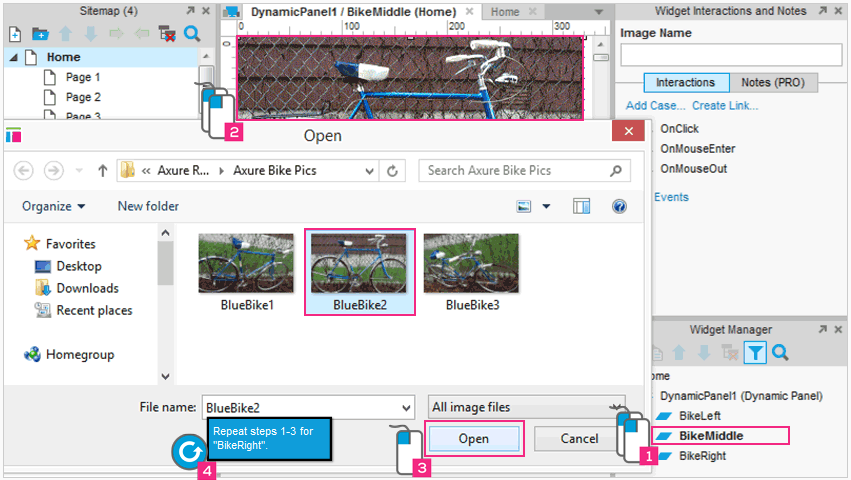 Sitemap (4)
Home
Page 1
Page 2
Page 3
2
DynamicPanel1 / BikeMiddle (Home)
Home
0 100 200 300
0
Widget Interactions and Notes
Image Name
Interactions
Notes (PRO)
Add Case... Create Link...
OnClick
OnMouseEnter
OnMouseOut
Events
Open
« Axure R... Axure Bike Pics
Search Axure Bike Pics
Organize
New folder
Favorites
Desktop
Downloads
Recent places
Homegroup
BlueBike1
BlueBike2
BlueBike3
File name:
BlueBike2
All image files
Open
Cancel
3
4
Repeat steps 1-3 for
"BikeRight".
Widget Manager
ome
DynamicPanel1 (Dynamic Panel)
BikeLeft
BikeMiddle
BikeRight
1